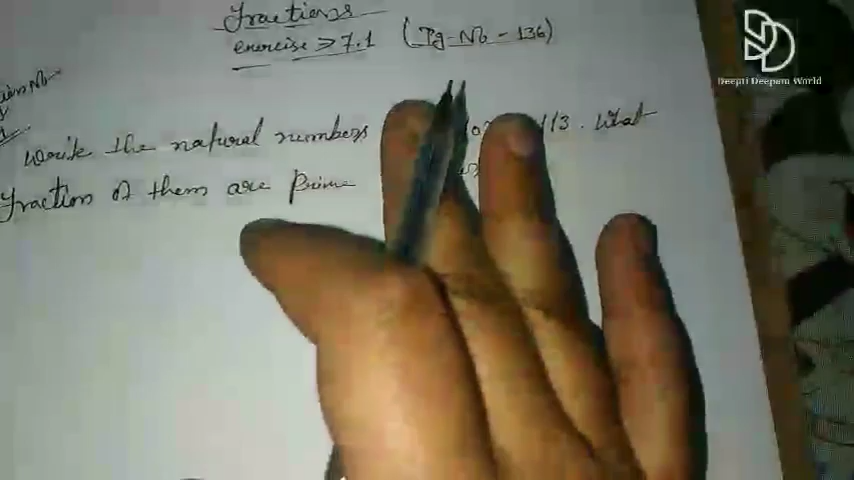 Fractions
exercise > 7.1 (Pg-No - 136)
Write the natural numbers 113. What
fraction of them are prime
Deepti Deepam World